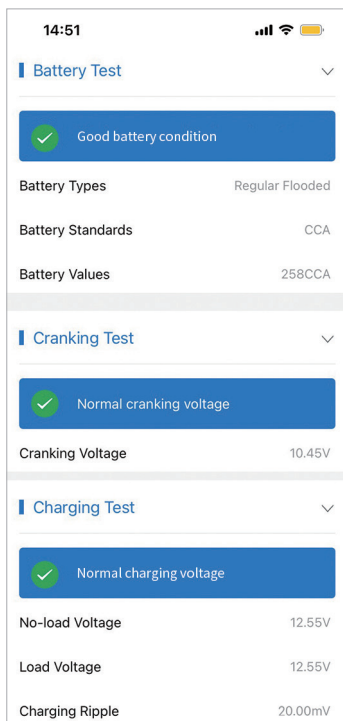 14:51
Battery Test
Good battery condition
Battery Types Regular Flooded
Battery Standards CCA
Battery Values 258CCA
Cranking Test
Normal cranking voltage
Cranking Voltage 10.45V
Charging Test
Normal charging voltage
No-load Voltage 12.55V
Load Voltage 12.55V
Charging Ripple 20.00mV